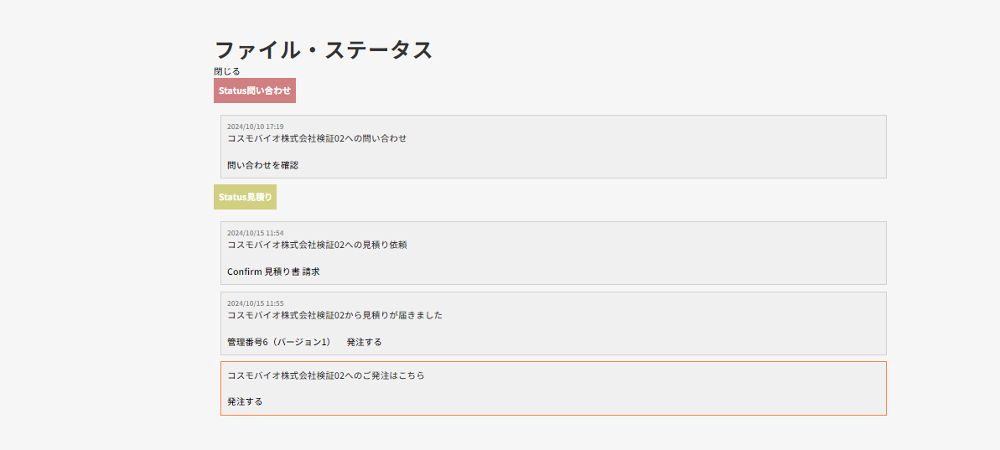 ファイル・ステータス
閉じる
Status問い合わせ
2024/10/10 17:19
コスモバイオ株式会社検証02への問い合わせ
問い合わせを確認
Status見積り
2024/10/15 11:54
コスモバイオ株式会社検証02への見積り依頼
Confirm 見積り書 請求
2024/10/15 11:55
コスモバイオ株式会社検証02から見積りが届きました
管理番号6（バージョン1）　発注する
コスモバイオ株式会社検証02へのご発注はこちら
発注する